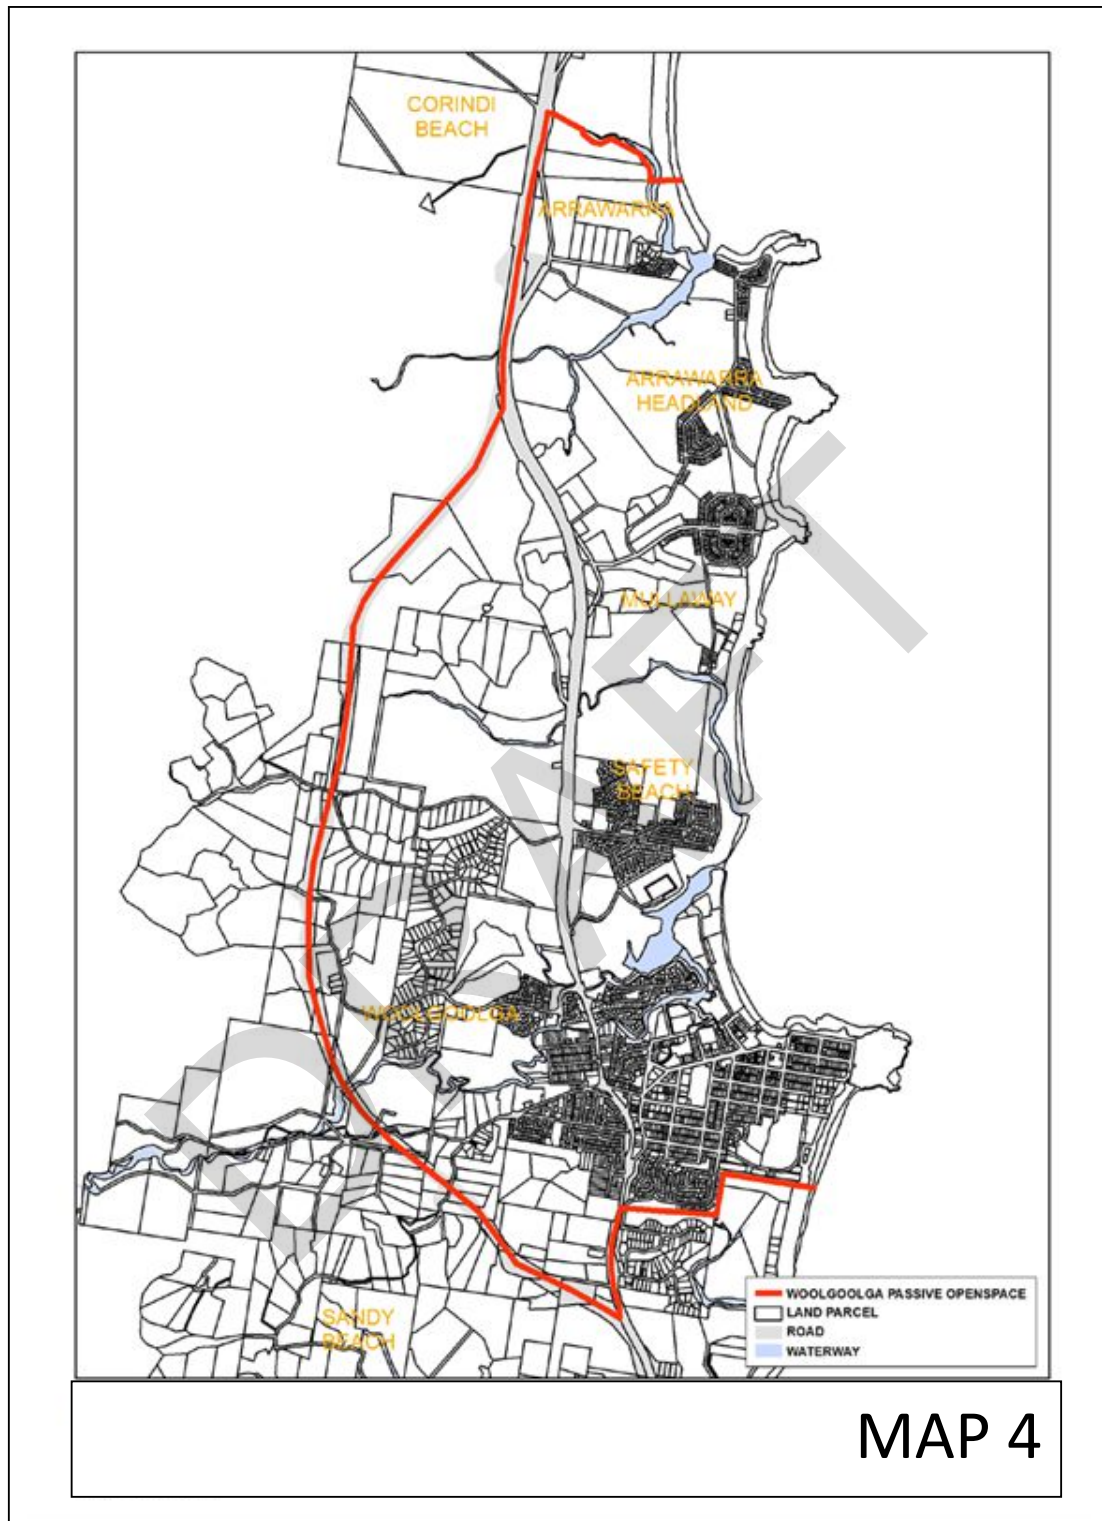 CORINDI
BEACH
ARRAWARRA
ARRAWARRA
HEADLAND
MULLAWAY
SAFETY
BEACH
WOOLGOOLGA
SANDY
BEACH
DRAFT
WOOLGOOLGA PASSIVE OPENSPACE
LAND PARCEL
ROAD
WATERWAY
MAP 4